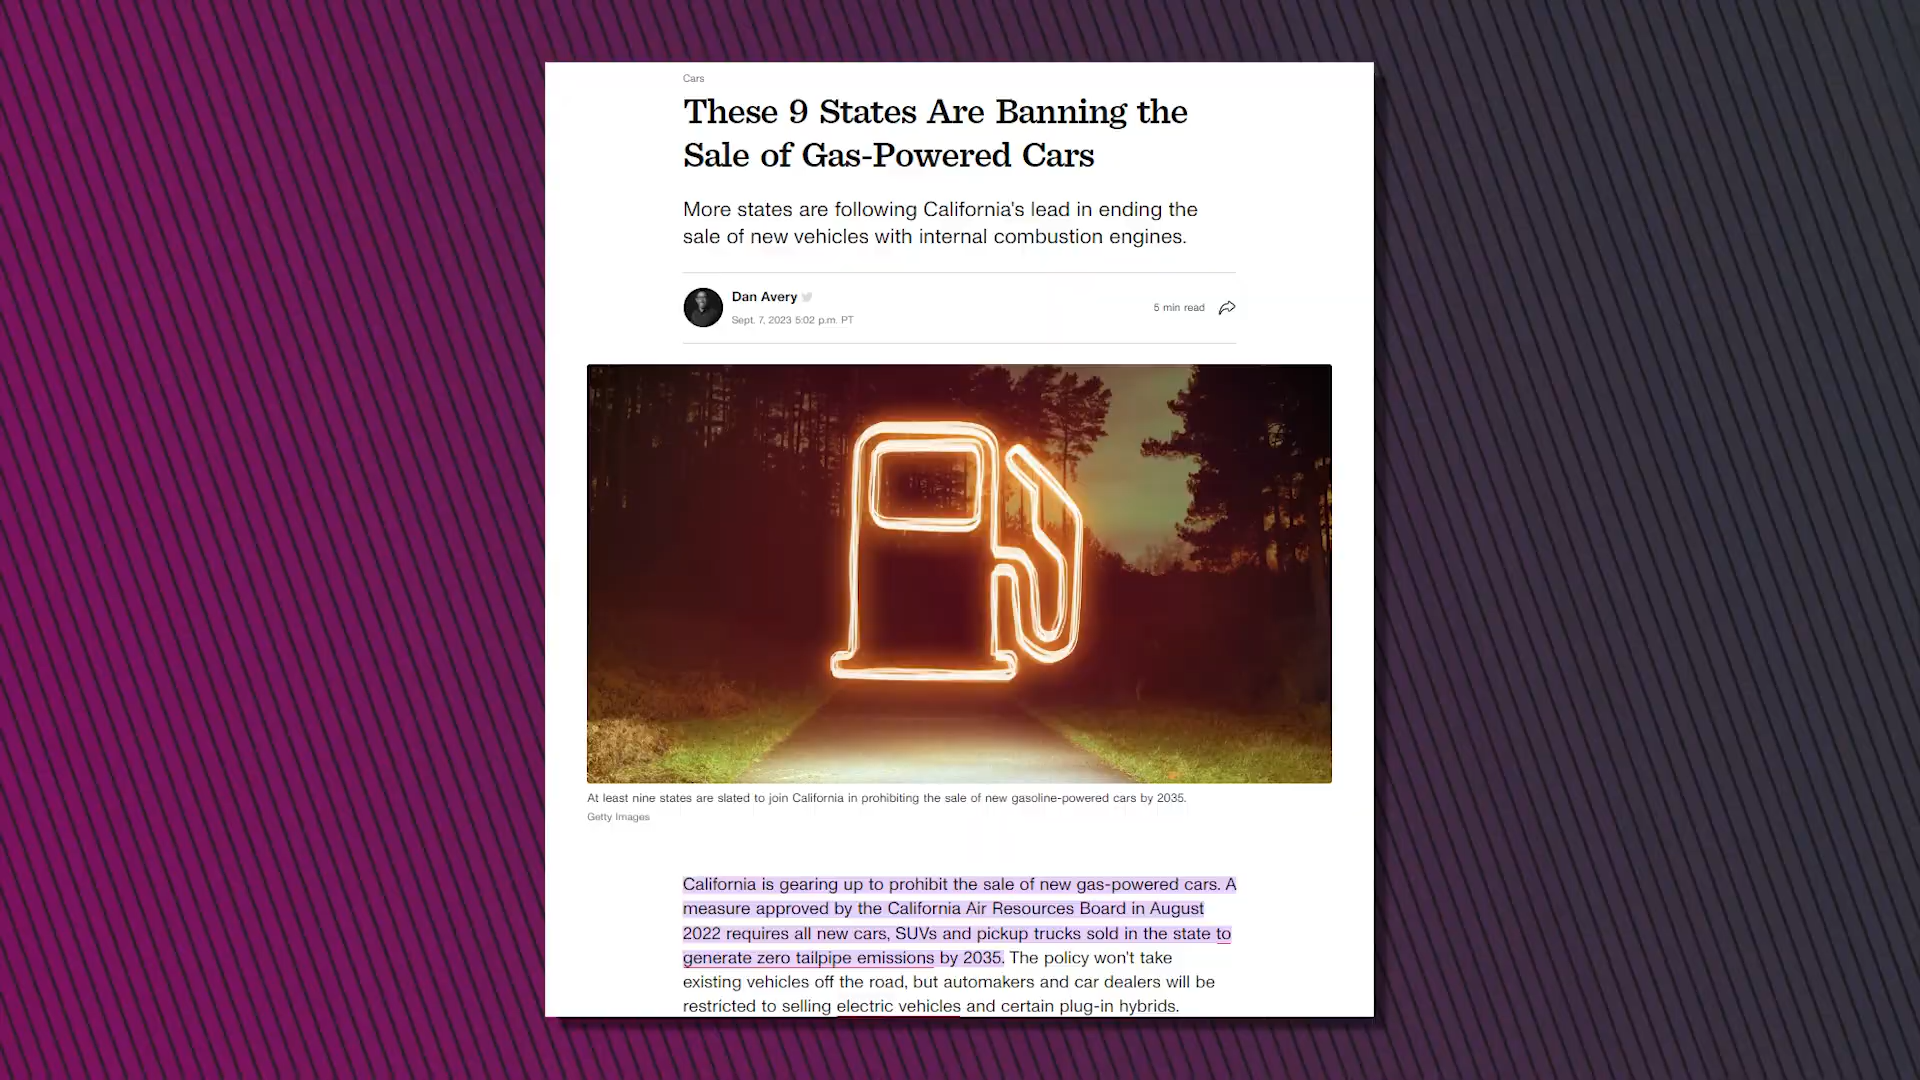 Cars
These 9 States Are Banning the
Sale of Gas-Powered Cars
More states are following California's lead in ending the
sale of new vehicles with internal combustion engines.
Dan Avery
Sept. 7, 2023 5:02 p.m. PT
5 min read
At least nine states are slated to join California in prohibiting the sale of new gasoline-powered cars by 2035.
Getty Images
California is gearing up to prohibit the sale of new gas-powered cars. A
measure approved by the California Air Resources Board in August
2022 requires all new cars, SUVs and pickup trucks sold in the state to
generate zero tailpipe emissions by 2035. The policy won't take
existing vehicles off the road, but automakers and car dealers will be
restricted to selling electric vehicles and certain plug-in hybrids.